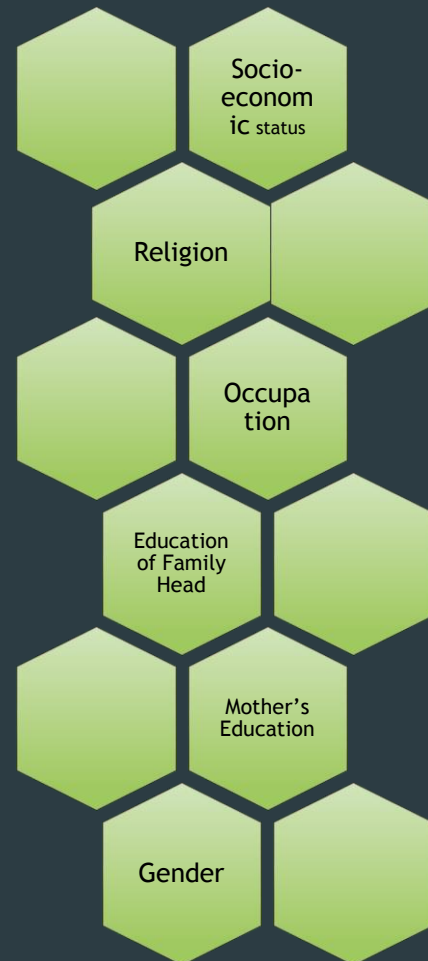 Socio-
econom
ic status
Religion
Occupa
tion
Education
of Family
Head
Mother’s
Education
Gender